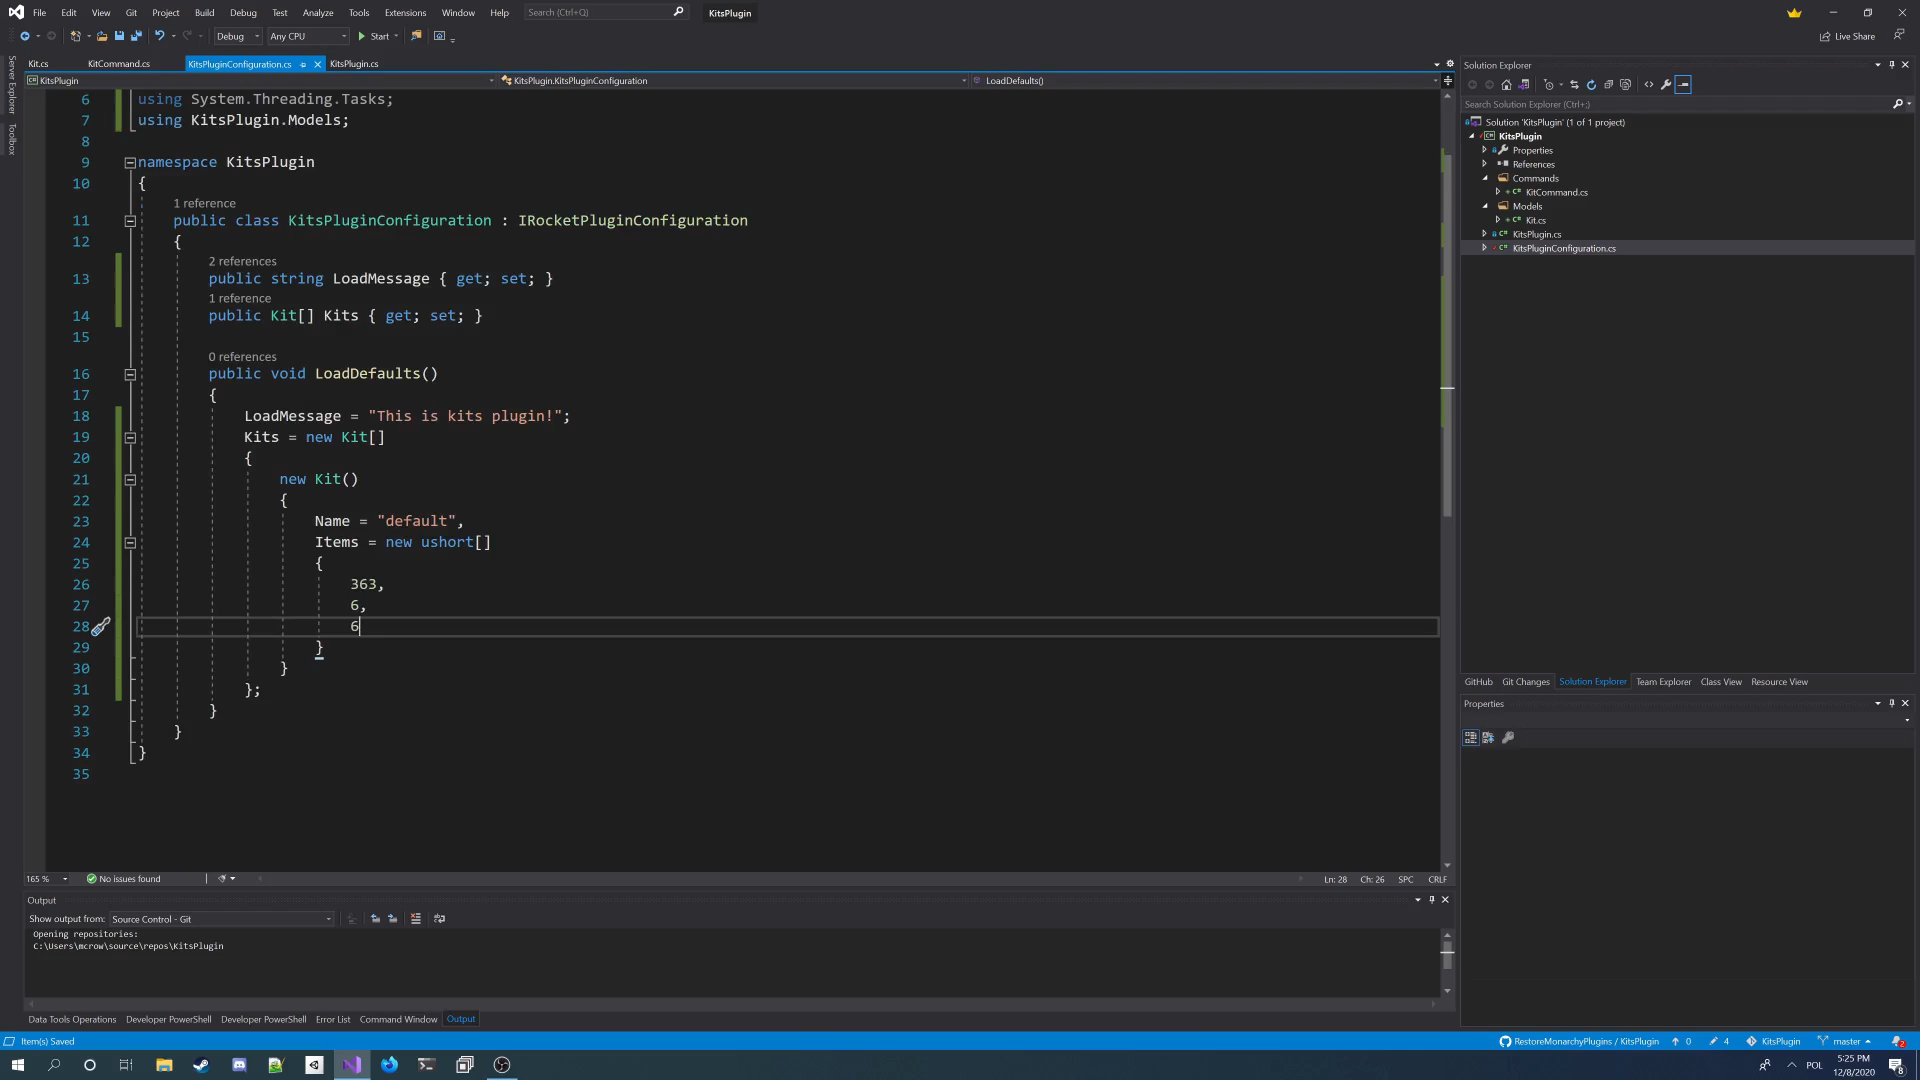 File Edit View Git Project Build Debug Test Analyze Tools Extensions Window Help Search (Ctrl+Q) KitsPlugin
Debug Any CPU Start Live Share
Kit.cs KitCommand.cs KitsPluginConfiguration.cs KitsPlugin.cs
KitsPlugin KitsPlugin.KitsPluginConfiguration LoadDefaults()
Server Explorer
Toolbox
6 using System.Threading.Tasks;
7 using KitsPlugin.Models;
8
9 namespace KitsPlugin
10 {
1 reference
11 public class KitsPluginConfiguration : IRocketPluginConfiguration
12 {
2 references
13 public string LoadMessage { get; set; }
1 reference
14 public Kit[] Kits { get; set; }
15
0 references
16 public void LoadDefaults()
17 {
18 LoadMessage = "This is kits plugin!";
19 Kits = new Kit[]
20 {
21 new Kit()
22 {
23 Name = "default",
24 Items = new ushort[]
25 {
26 363,
27 6,
28 6
29 }
30 }
31 };
32 }
33 }
34 }
35
165 % No issues found Ln: 28 Ch: 26 SPC CRLF
Output
Show output from: Source Control - Git
Opening repositories:
C:\Users\mcrow\source\repos\KitsPlugin
Data Tools Operations Developer PowerShell Developer PowerShell Error List Command Window Output
Solution Explorer
Search Solution Explorer (Ctrl+;)
Solution 'KitsPlugin' (1 of 1 project)
KitsPlugin
Properties
References
Commands
KitCommand.cs
Models
Kit.cs
KitsPlugin.cs
KitsPluginConfiguration.cs
GitHub Git Changes Solution Explorer Team Explorer Class View Resource View
Properties
Item(s) Saved RestoreMonarchyPlugins / KitsPlugin 0 4 KitsPlugin master 2
POL 5:25 PM
12/8/2020 8